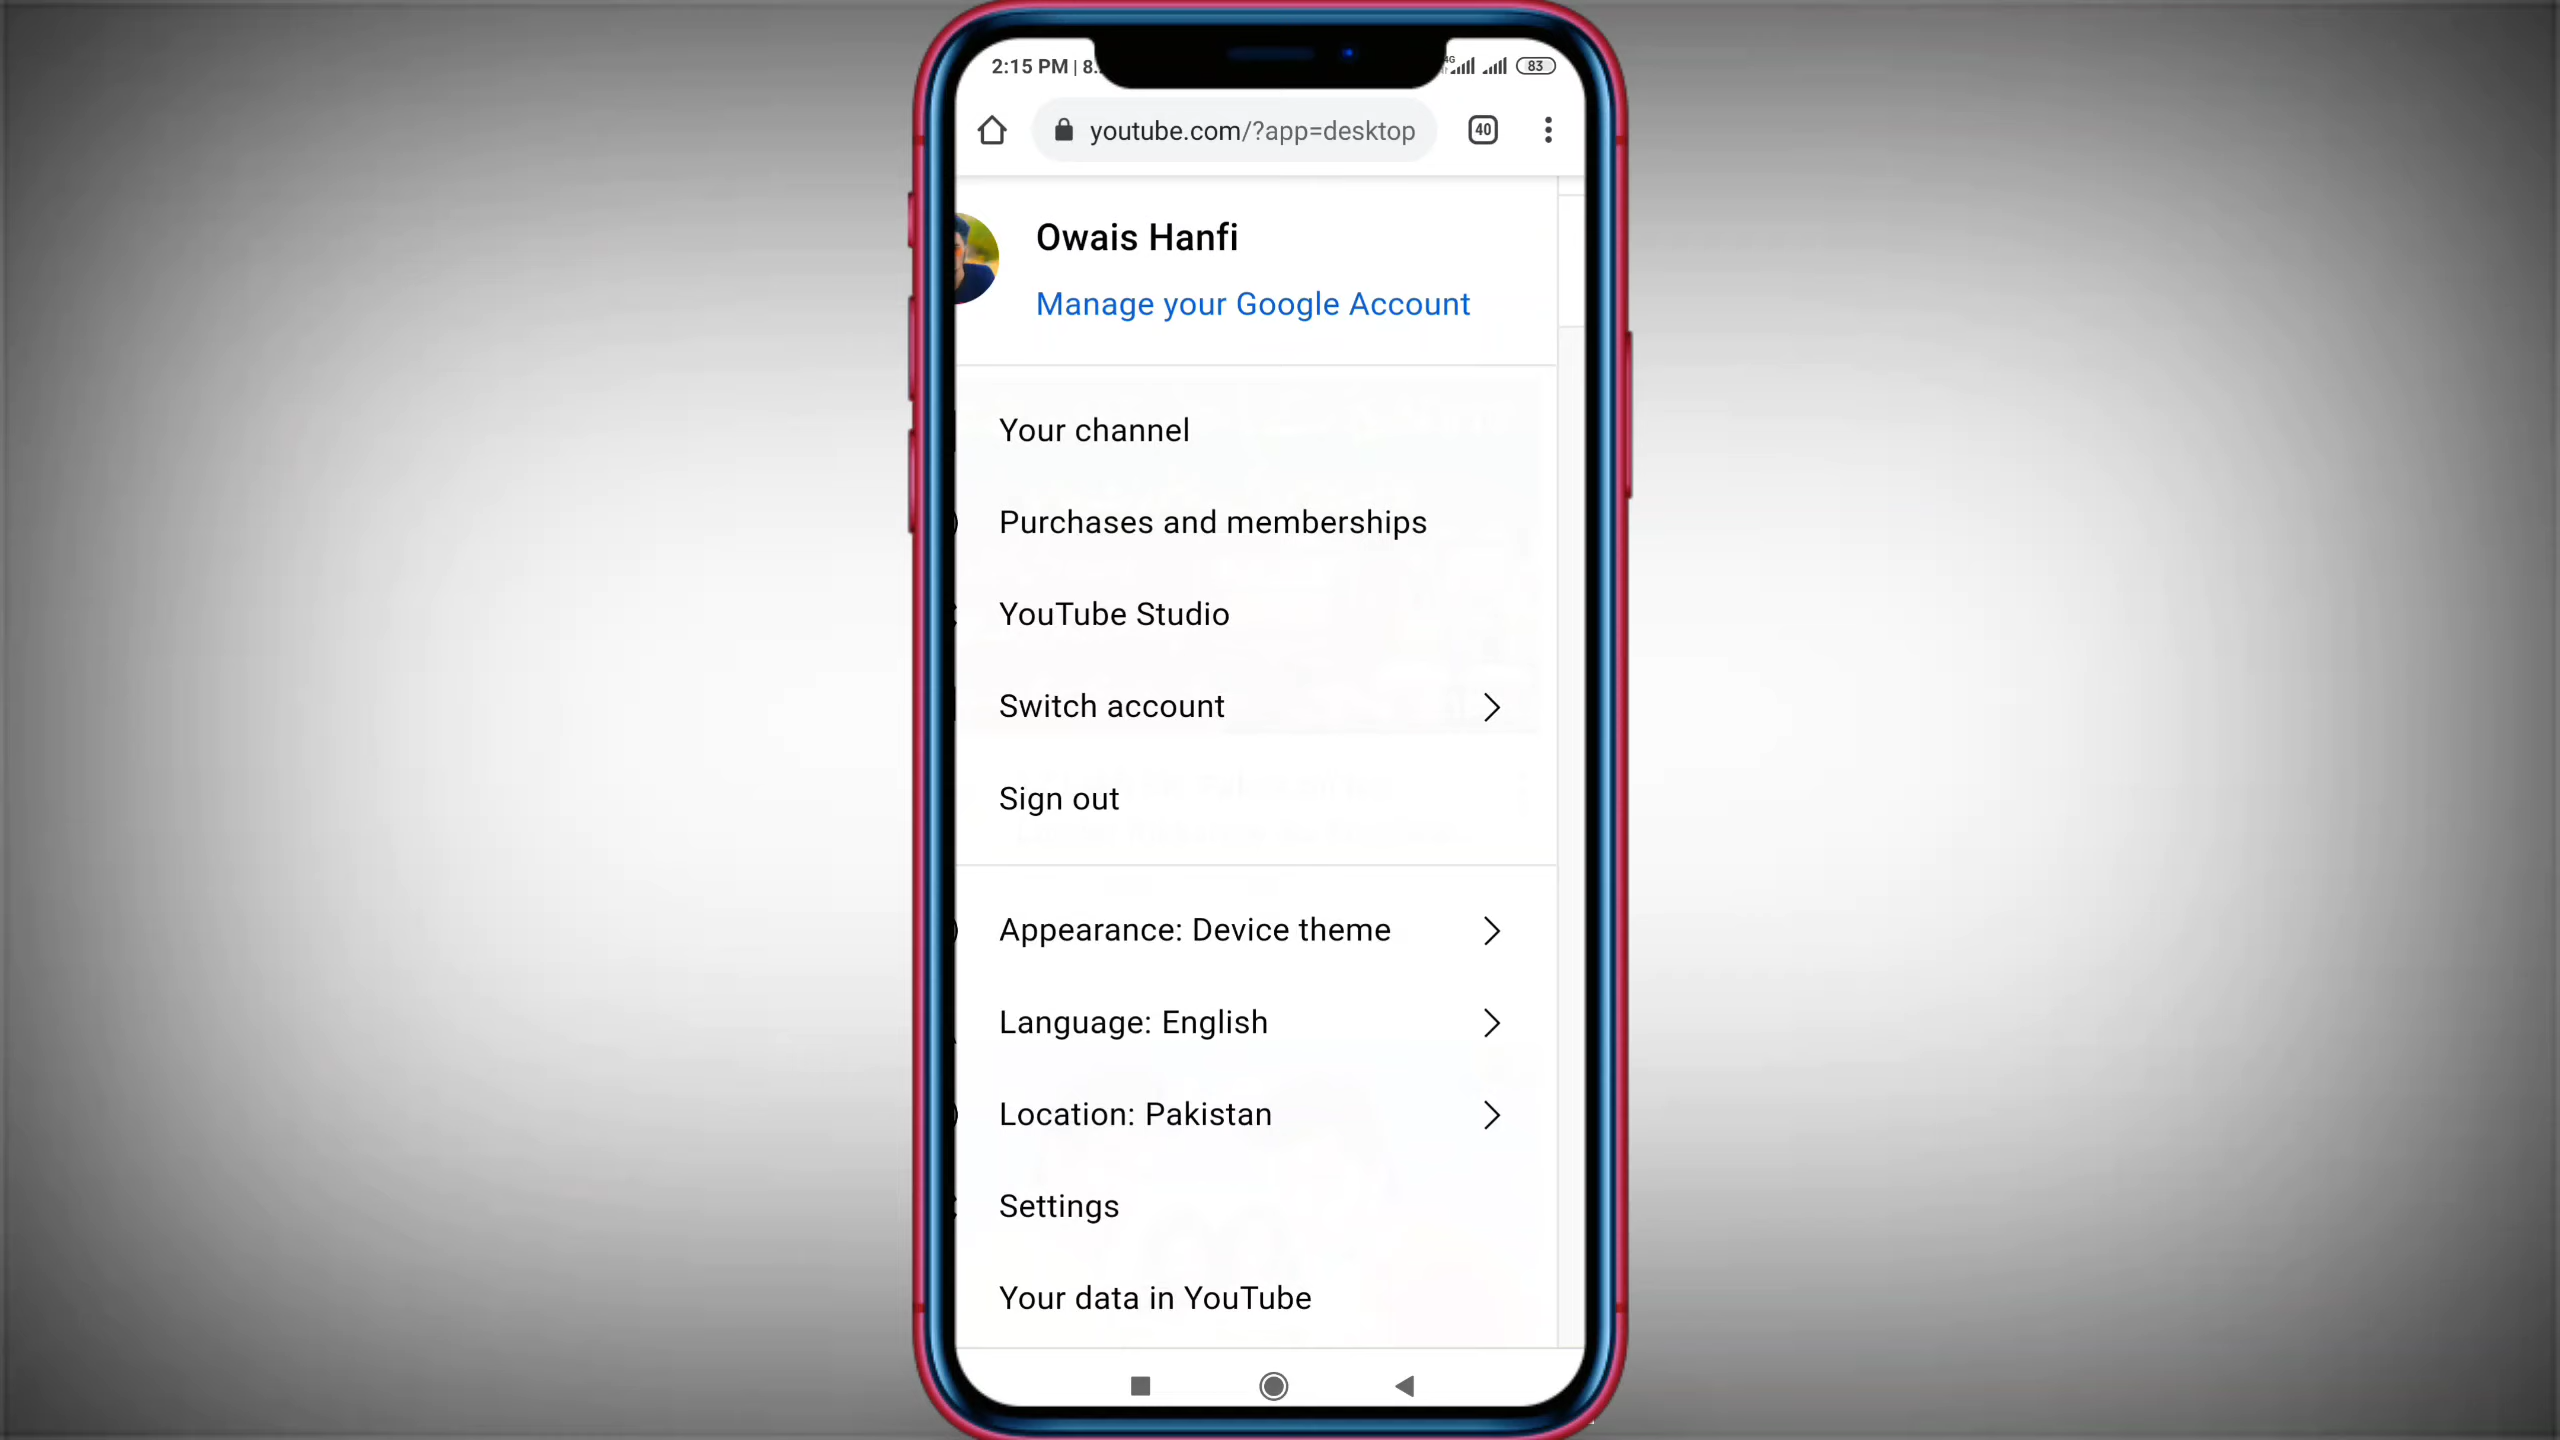 2:15 PM | 8.
4G
83
youtube.com/?app=desktop
40
Owais Hanfi
Manage your Google Account
Your channel
Purchases and memberships
YouTube Studio
Switch account
Sign out
Appearance: Device theme
Language: English
Location: Pakistan
Settings
Your data in YouTube